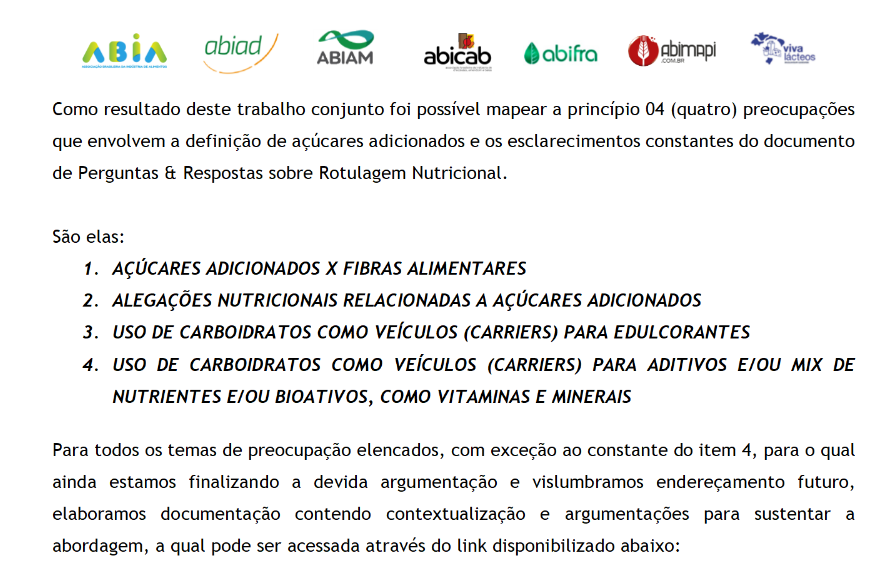 ABIA abiad ABIAM abicab abifra ABIMAPI .COM.BR viva lácteos
Como resultado deste trabalho conjunto foi possível mapear a princípio 04 (quatro) preocupações
que envolvem a definição de açúcares adicionados e os esclarecimentos constantes do documento
de Perguntas & Respostas sobre Rotulagem Nutricional.
São elas:
1. AÇÚCARES ADICIONADOS X FIBRAS ALIMENTARES
2. ALEGAÇÕES NUTRICIONAIS RELACIONADAS A AÇÚCARES ADICIONADOS
3. USO DE CARBOIDRATOS COMO VEÍCULOS (CARRIERS) PARA EDULCORANTES
4. USO DE CARBOIDRATOS COMO VEÍCULOS (CARRIERS) PARA ADITIVOS E/OU MIX DE
NUTRIENTES E/OU BIOATIVOS, COMO VITAMINAS E MINERAIS
Para todos os temas de preocupação elencados, com exceção ao constante do item 4, para o qual
ainda estamos finalizando a devida argumentação e vislumbramos endereçamento futuro,
elaboramos documentação contendo contextualização e argumentações para sustentar a
abordagem, a qual pode ser acessada através do link disponibilizado abaixo: